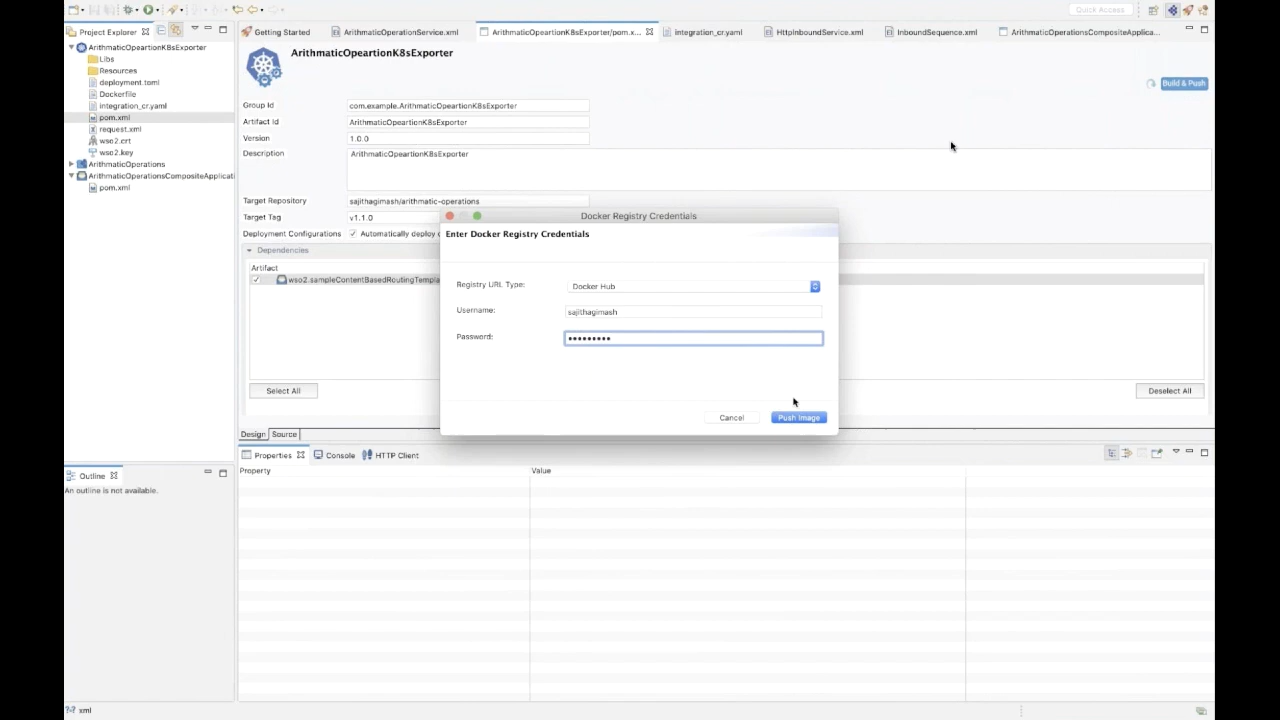 Quick Access
Project Explorer
Getting Started
ArithmaticOperationService.xml
ArithmaticOpeartionK8sExporter/pom.x...
integration_cr.yaml
HttpInboundService.xml
InboundSequence.xml
ArithmaticOperationsCompositeApplica...
ArithmaticOpeartionK8sExporter
Libs
Resources
deployment.toml
Dockerfile
integration_cr.yaml
pom.xml
request.xml
wso2.crt
wso2.key
ArithmaticOperations
ArithmaticOperationsCompositeApplicati
pom.xml
ArithmaticOpeartionK8sExporter
Build & Push
Group Id
com.example.ArithmaticOpeartionK8sExporter
Artifact Id
ArithmaticOpeartionK8sExporter
Version
1.0.0
Description
ArithmaticOpeartionK8sExporter
Target Repository
sajithagimash/arithmatic-operations
Target Tag
v1.1.0
Deployment Configurations
Automatically deploy
Dependencies
Artifact
wso2.sampleContentBasedRoutingTempla
Select All
Deselect All
Docker Registry Credentials
Enter Docker Registry Credentials
Registry URL Type:
Docker Hub
Username:
sajithagimash
Password:
•••••••••
Cancel
Push Image
Design
Source
Properties
Console
HTTP Client
Property
Value
Outline
An outline is not available.
xml